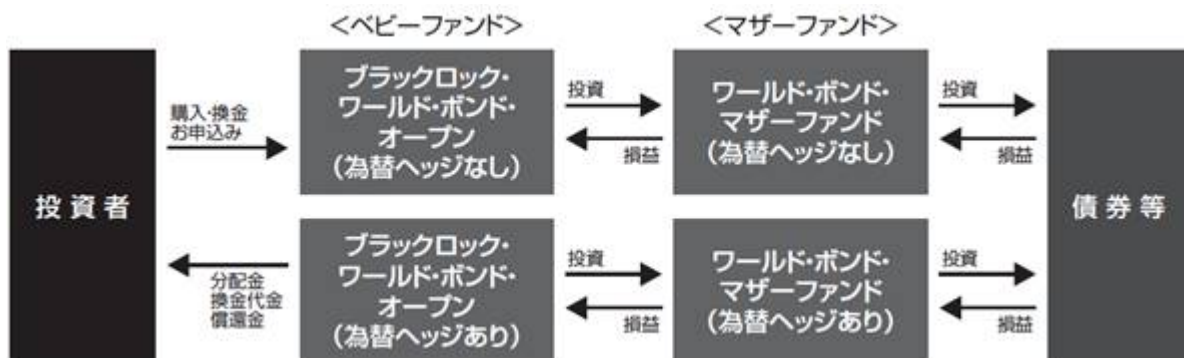 <ベビーファンド>
<マザーファンド>
投資者
購入・換金
お申込み
ブラックロック・
ワールド・ボンド・
オープン
(為替ヘッジなし)
投資
損益
ワールド・ボンド・
マザーファンド
(為替ヘッジなし)
投資
損益
債券等
分配金
換金代金
償還金
ブラックロック・
ワールド・ボンド・
オープン
(為替ヘッジあり)
投資
損益
ワールド・ボンド・
マザーファンド
(為替ヘッジあり)
投資
損益